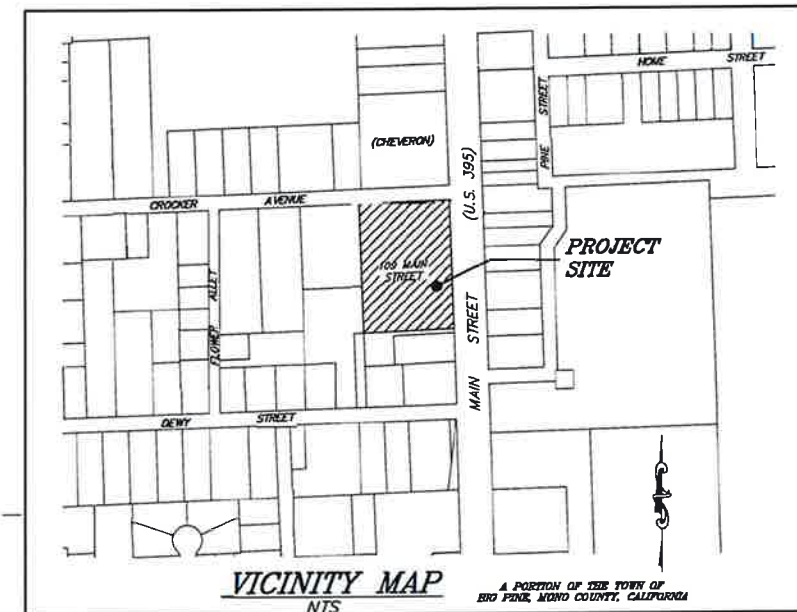 HOME STREET
PINE STREET
(CHEVERON)
(U.S. 395)
CROCKER AVENUE
100 MAIN
STREET
PROJECT
SITE
FLOWER ALLEY
MAIN STREET
DEWY STREET
VICINITY MAP
NTS
A PORTION OF THE TOWN OF
BIG PINE, MONO COUNTY, CALIFORNIA